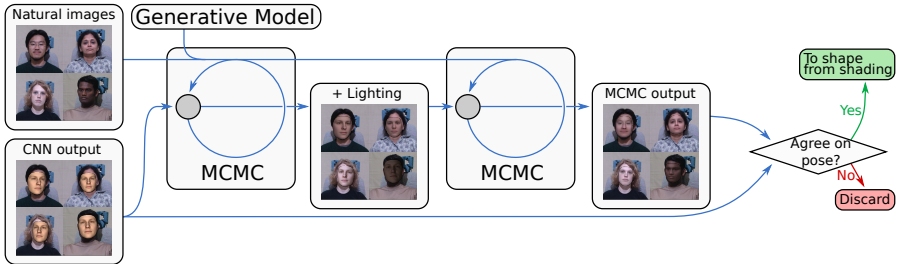 Natural images
Generative Model
CNN output
MCMC
+ Lighting
MCMC
MCMC output
Agree on
pose?
Yes
No
To shape
from shading
Discard